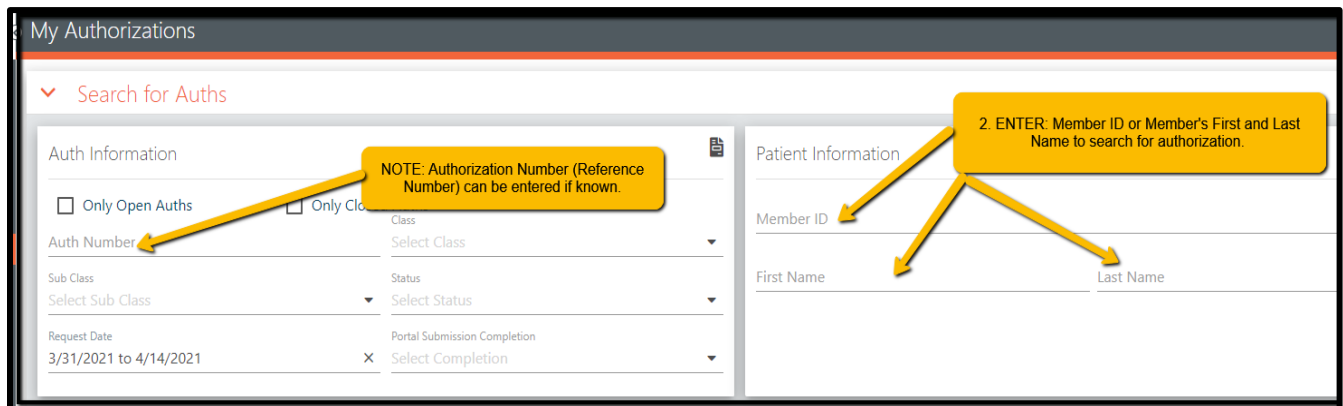 My Authorizations
Search for Auths
Auth Information
NOTE: Authorization Number (Reference
Number) can be entered if known.
Only Open Auths
Only
Auth Number
Class
Select Class
Sub Class
Select Sub Class
Status
Select Status
Request Date
3/31/2021 to 4/14/2021
Portal Submission Completion
Select Completion
2. ENTER: Member ID or Member's First and Last
Name to search for authorization.
Patient Information
Member ID
First Name
Last Name